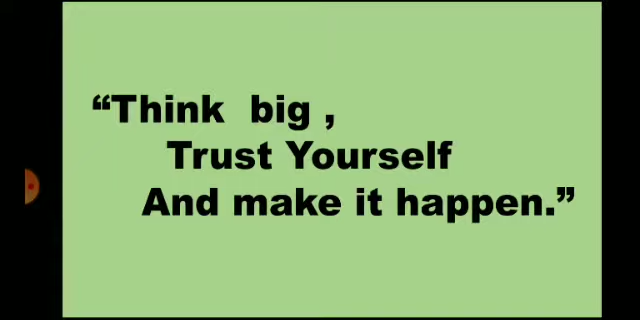 “Think big ,
Trust Yourself
And make it happen.”